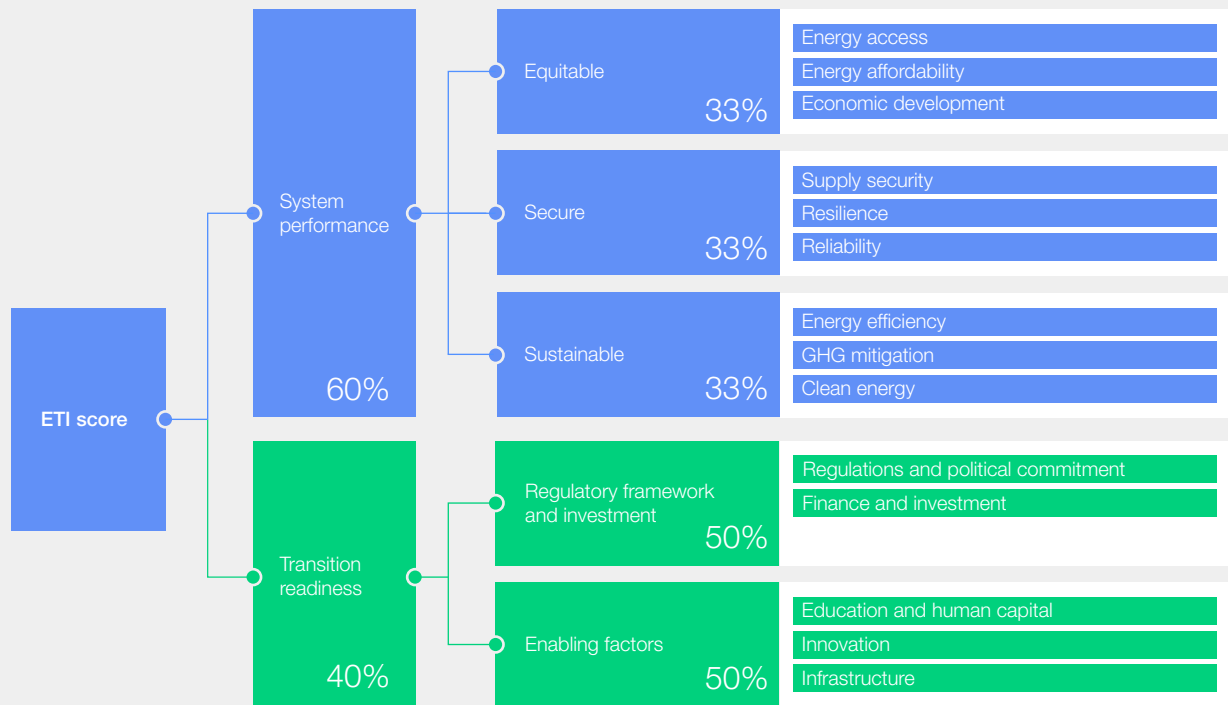 ETI score
System
performance
60%
Equitable
33%
Energy access
Energy affordability
Economic development
Secure
33%
Supply security
Resilience
Reliability
Sustainable
33%
Energy efficiency
GHG mitigation
Clean energy
Transition
readiness
40%
Regulatory framework
and investment
50%
Regulations and political commitment
Finance and investment
Enabling factors
50%
Education and human capital
Innovation
Infrastructure